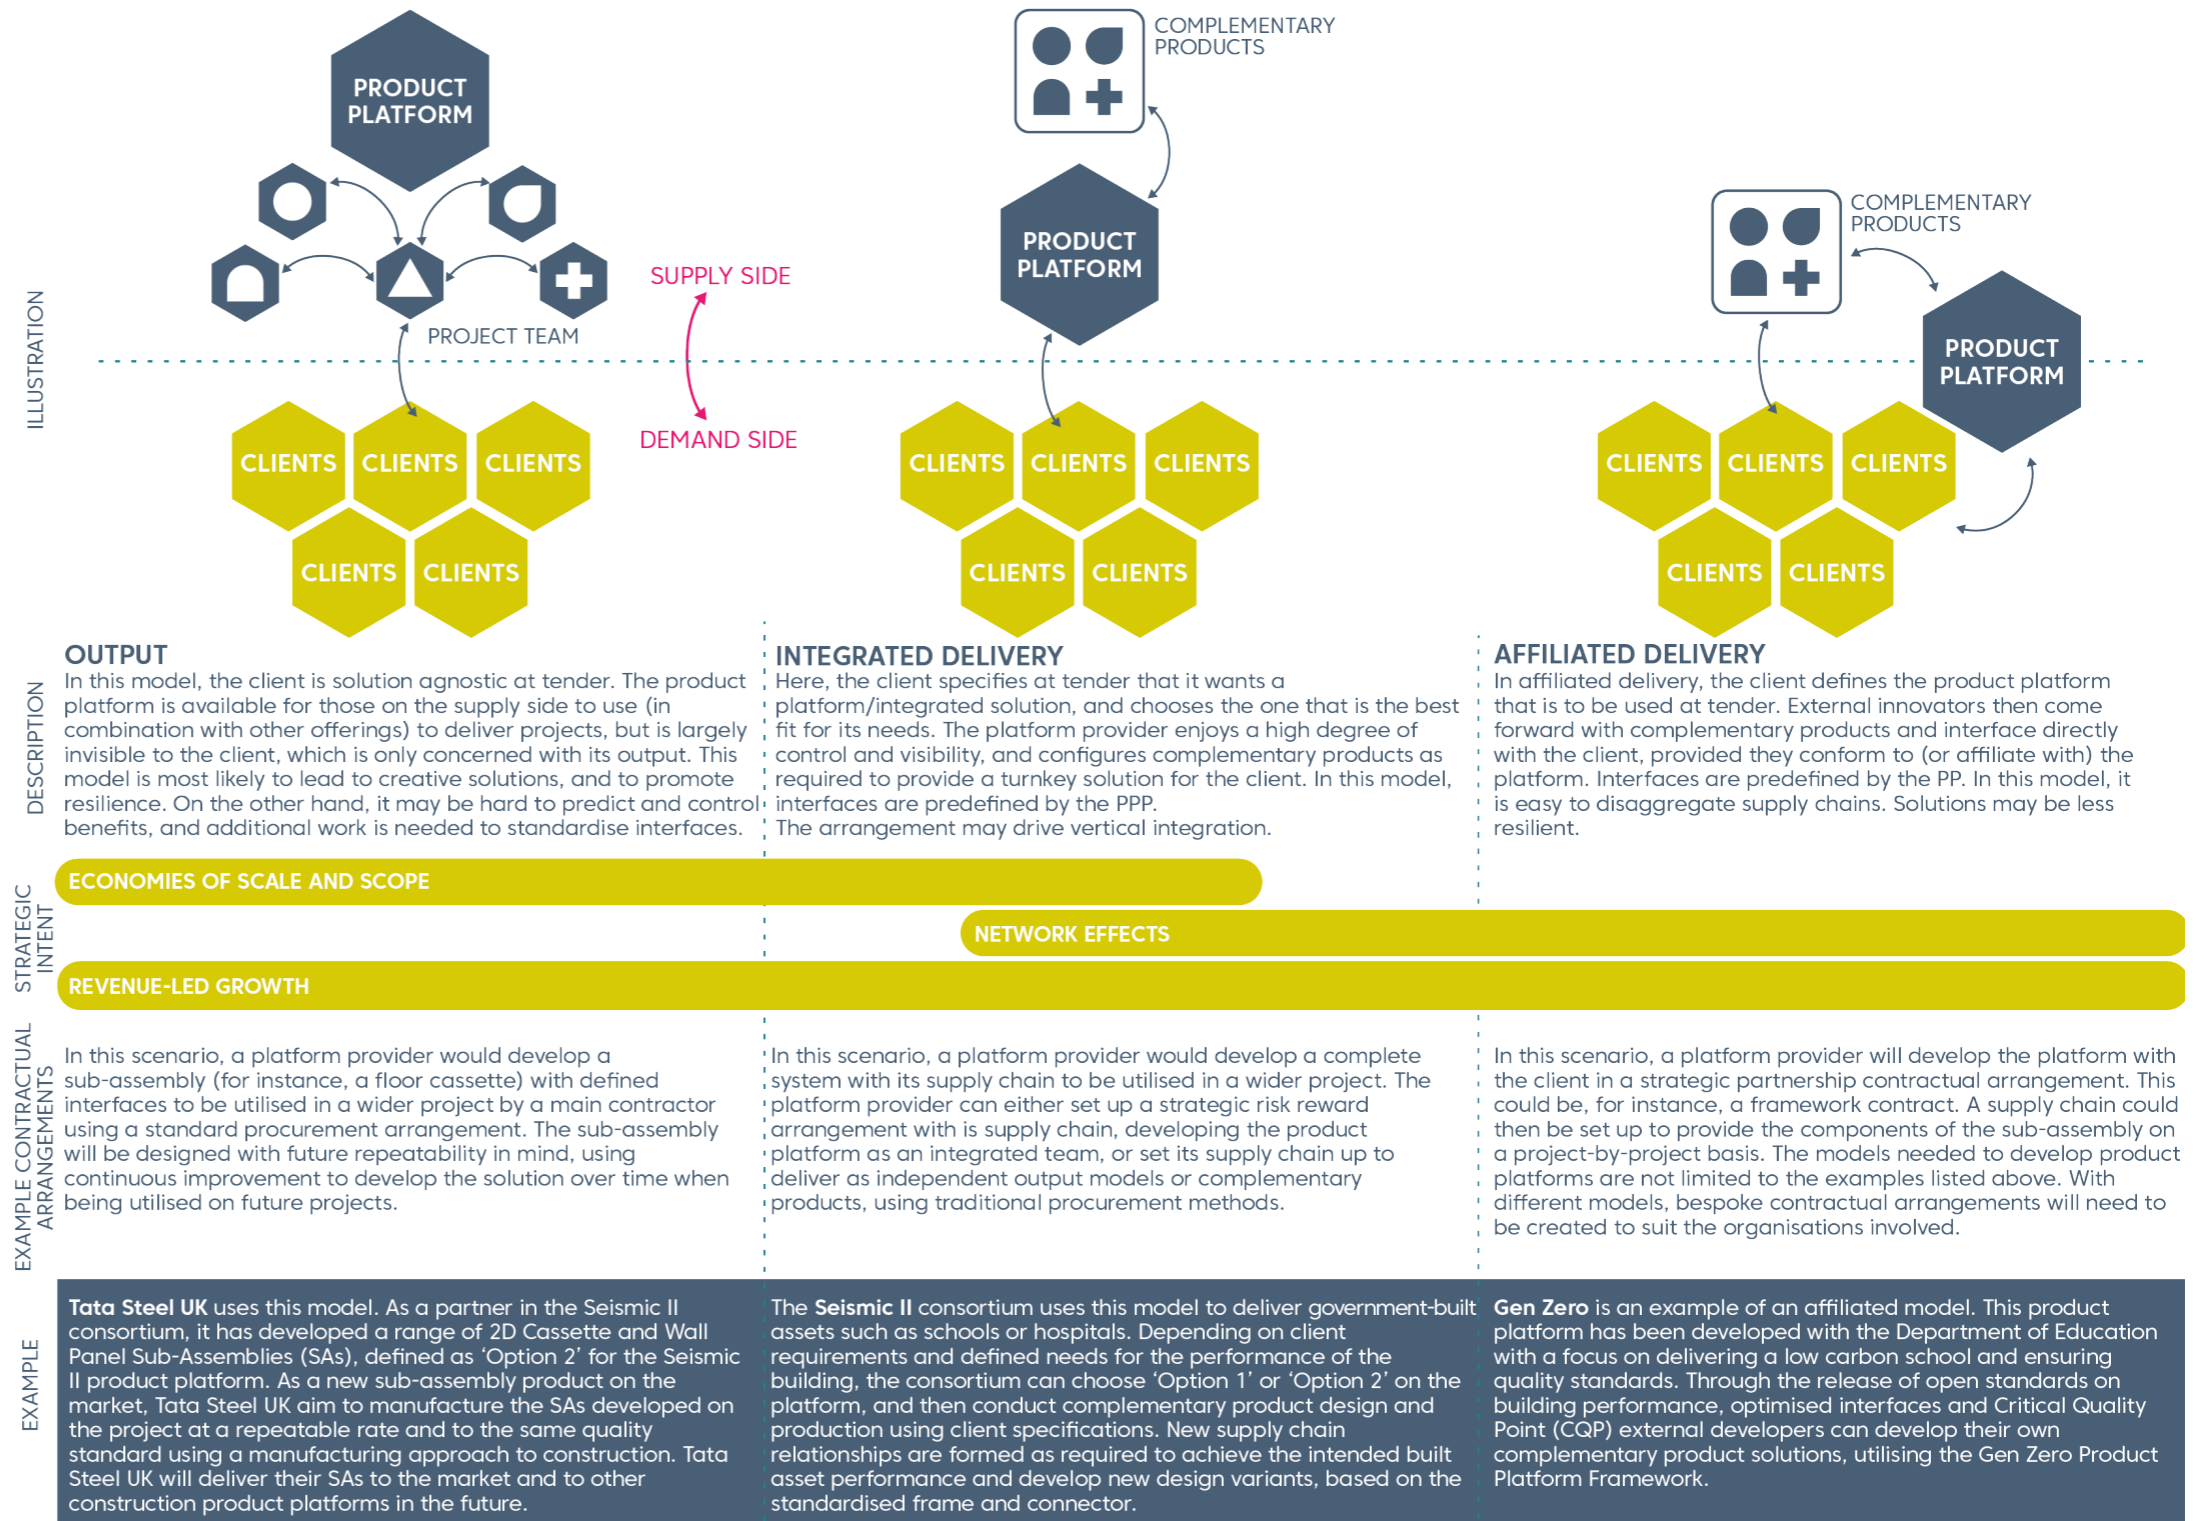 PRODUCT
PLATFORM
PROJECT TEAM
SUPPLY SIDE
DEMAND SIDE
CLIENTS
CLIENTS
CLIENTS
CLIENTS
CLIENTS
COMPLEMENTARY
PRODUCTS
PRODUCT
PLATFORM
CLIENTS
CLIENTS
CLIENTS
CLIENTS
CLIENTS
COMPLEMENTARY
PRODUCTS
PRODUCT
PLATFORM
CLIENTS
CLIENTS
CLIENTS
CLIENTS
CLIENTS
ILLUSTRATION
DESCRIPTION
OUTPUT
In this model, the client is solution agnostic at tender. The product
platform is available for those on the supply side to use (in
combination with other offerings) to deliver projects, but is largely
invisible to the client, which is only concerned with its output. This
model is most likely to lead to creative solutions, and to promote
resilience. On the other hand, it may be hard to predict and control
benefits, and additional work is needed to standardise interfaces.
INTEGRATED DELIVERY
Here, the client specifies at tender that it wants a
platform/integrated solution, and chooses the one that is the best
fit for its needs. The platform provider enjoys a high degree of
control and visibility, and configures complementary products as
required to provide a turnkey solution for the client. In this model,
interfaces are predefined by the PPP.
The arrangement may drive vertical integration.
AFFILIATED DELIVERY
In affiliated delivery, the client defines the product platform
that is to be used at tender. External innovators then come
forward with complementary products and interface directly
with the client, provided they conform to (or affiliate with) the
platform. Interfaces are predefined by the PP. In this model, it
is easy to disaggregate supply chains. Solutions may be less
resilient.
STRATEGIC
INTENT
ECONOMIES OF SCALE AND SCOPE
NETWORK EFFECTS
REVENUE-LED GROWTH
EXAMPLE CONTRACTUAL
ARRANGEMENTS
In this scenario, a platform provider would develop a
sub-assembly (for instance, a floor cassette) with defined
interfaces to be utilised in a wider project by a main contractor
using a standard procurement arrangement. The sub-assembly
will be designed with future repeatability in mind, using
continuous improvement to develop the solution over time when
being utilised on future projects.
In this scenario, a platform provider would develop a complete
system with its supply chain to be utilised in a wider project. The
platform provider can either set up a strategic risk reward
arrangement with is supply chain, developing the product
platform as an integrated team, or set its supply chain up to
deliver as independent output models or complementary
products, using traditional procurement methods.
In this scenario, a platform provider will develop the platform with
the client in a strategic partnership contractual arrangement. This
could be, for instance, a framework contract. A supply chain could
then be set up to provide the components of the sub-assembly on
a project-by-project basis. The models needed to develop product
platforms are not limited to the examples listed above. With
different models, bespoke contractual arrangements will need to
be created to suit the organisations involved.
EXAMPLE
Tata Steel UK uses this model. As a partner in the Seismic II
consortium, it has developed a range of 2D Cassette and Wall
Panel Sub-Assemblies (SAs), defined as ‘Option 2’ for the Seismic
II product platform. As a new sub-assembly product on the
market, Tata Steel UK aim to manufacture the SAs developed on
the project at a repeatable rate and to the same quality
standard using a manufacturing approach to construction. Tata
Steel UK will deliver their SAs to the market and to other
construction product platforms in the future.
The Seismic II consortium uses this model to deliver government-built
assets such as schools or hospitals. Depending on client
requirements and defined needs for the performance of the
building, the consortium can choose ‘Option 1’ or ‘Option 2’ on the
platform, and then conduct complementary product design and
production using client specifications. New supply chain
relationships are formed as required to achieve the intended built
asset performance and develop new design variants, based on the
standardised frame and connector.
Gen Zero is an example of an affiliated model. This product
platform has been developed with the Department of Education
with a focus on delivering a low carbon school and ensuring
quality standards. Through the release of open standards on
building performance, optimised interfaces and Critical Quality
Point (CQP) external developers can develop their own
complementary product solutions, utilising the Gen Zero Product
Platform Framework.